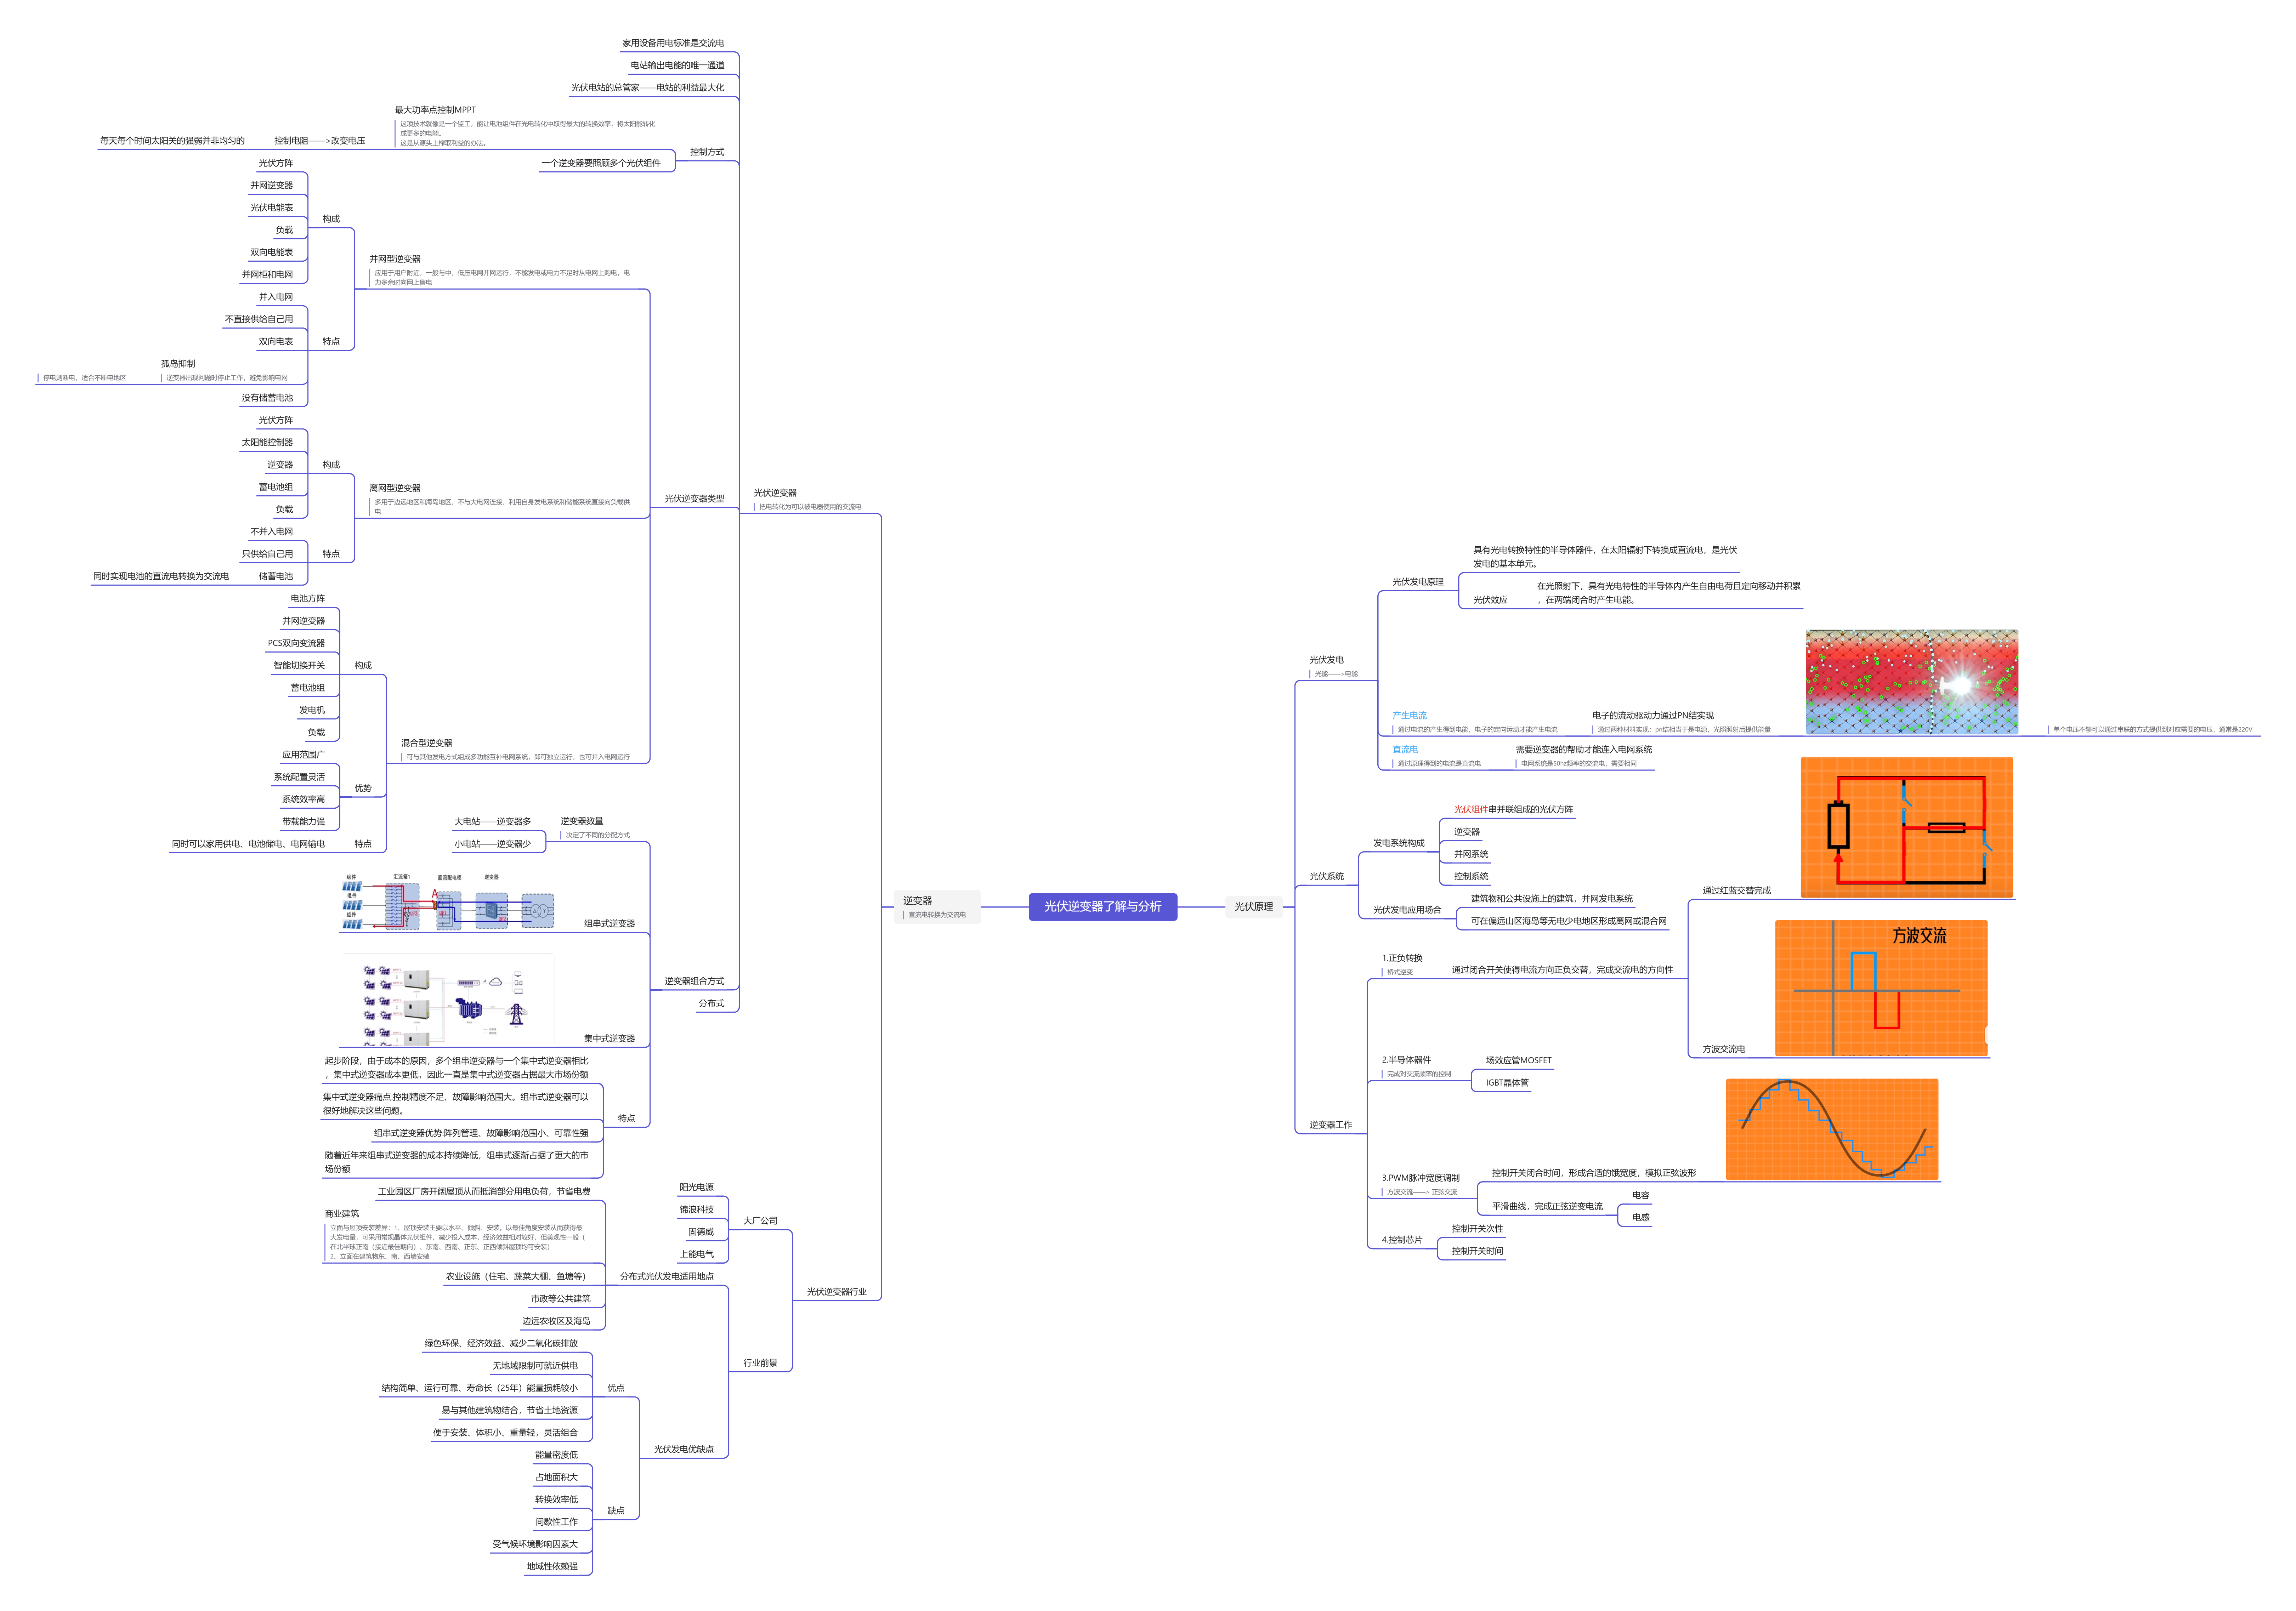 光伏逆变器了解与分析
光伏原理
光伏发电
光能——>电能
光伏发电原理
具有光电转换特性的半导体器件，在太阳辐射下转换成直流电，是光伏
发电的基本单元。
光伏效应
在光照射下，具有光电特性的半导体内产生自由电荷且定向移动并积累
，在两端闭合时产生电能。
产生电流
通过电流的产生得到电能，电子的定向运动才能产生电流
电子的流动驱动力通过PN结实现
通过两种材料实现：pn结相当于是电源，光照照射后提供能量
单个电压不够可以通过串联的方式提供到对应需要的电压，通常是220V
直流电
通过原理得到的电流是直流电
需要逆变器的帮助才能连入电网系统
电网系统是50hz频率的交流电，需要相同
光伏系统
发电系统构成
光伏组件串并联组成的光伏方阵
逆变器
并网系统
控制系统
光伏发电应用场合
建筑物和公共设施上的建筑，并网发电系统
可在偏远山区海岛等无电少电地区形成离网或混合网
逆变器工作
1.正负转换
桥式逆变
通过闭合开关使得电流方向正负交替，完成交流电的方向性
通过红蓝交替完成
方波交流电
方波交流
2.半导体器件
完成对交流频率的控制
场效应管MOSFET
IGBT晶体管
3.PWM脉冲宽度调制
方波交流——> 正弦交流
控制开关闭合时间，形成合适的饿宽度，模拟正弦波形
平滑曲线，完成正弦逆变电流
电容
电感
4.控制芯片
控制开关次性
控制开关时间
逆变器
直流电转换为交流电
光伏逆变器
把电转化为可以被电器使用的交流电
家用设备用电标准是交流电
电站输出电能的唯一通道
光伏电站的总管家——电站的利益最大化
控制方式
最大功率点控制MPPT
这项技术就像是一个监工，能让电池组件在光电转化中取得最大的转换效率，将太阳能转化
成更多的电能。
这是从源头上榨取利益的办法。
控制电阻——>改变电压
每天每个时间太阳关的强弱并非均匀的
一个逆变器要照顾多个光伏组件
光伏逆变器类型
并网型逆变器
应用于用户附近，一般与中，低压电网并网运行，不能发电或电力不足时从电网上购电，电
力多余时向网上售电
构成
光伏方阵
并网逆变器
光伏电能表
负载
双向电能表
并网柜和电网
特点
并入电网
不直接供给自己用
双向电表
孤岛抑制
逆变器出现问题时停止工作，避免影响电网
停电则断电，适合不断电地区
没有储蓄电池
离网型逆变器
多用于边远地区和海岛地区，不与大电网连接，利用自身发电系统和储能系统直接向负载供
电
构成
光伏方阵
太阳能控制器
逆变器
蓄电池组
负载
特点
不并入电网
只供给自己用
储蓄电池
同时实现电池的直流电转换为交流电
混合型逆变器
可与其他发电方式组成多功能互补电网系统，即可独立运行，也可并入电网运行
构成
电池方阵
并网逆变器
PCS双向变流器
智能切换开关
蓄电池组
发电机
负载
优势
应用范围广
系统配置灵活
系统效率高
带载能力强
特点
同时可以家用供电、电池储电、电网输电
逆变器组合方式
逆变器数量
决定了不同的分配方式
大电站——逆变器多
小电站——逆变器少
组串式逆变器
组件
汇流箱1
直流配电柜
逆变器
组件
组件
集中式逆变器
特点
起步阶段，由于成本的原因，多个组串逆变器与一个集中式逆变器相比
，集中式逆变器成本更低，因此一直是集中式逆变器占据最大市场份额
集中式逆变器痛点:控制精度不足、故障影响范围大。组串式逆变器可以
很好地解决这些问题。
组串式逆变器优势:阵列管理、故障影响范围小、可靠性强
随着近年来组串式逆变器的成本持续降低，组串式逐渐占据了更大的市
场份额
分布式
光伏逆变器行业
大厂公司
阳光电源
锦浪科技
固德威
上能电气
行业前景
分布式光伏发电适用地点
工业园区厂房开阔屋顶从而抵消部分用电负荷，节省电费
商业建筑
立面与屋顶安装差异：1、屋顶安装主要以水平、倾斜、安装。以最佳角度安装从而获得最
大发电量，可采用常规晶体光伏组件，减少投入成本，经济效益相对较好，但美观性一般（
在北半球正南（接近最佳朝向）、东南、西南、正东、正西倾斜屋顶均可安装）
2、立面在建筑物东、南、西墙安装
农业设施（住宅、蔬菜大棚、鱼塘等）
市政等公共建筑
边远农牧区及海岛
光伏发电优缺点
优点
绿色环保、经济效益、减少二氧化碳排放
无地域限制可就近供电
结构简单、运行可靠、寿命长（25年）能量损耗较小
易与其他建筑物结合，节省土地资源
便于安装、体积小、重量轻，灵活组合
缺点
能量密度低
占地面积大
转换效率低
间歇性工作
受气候环境影响因素大
地域性依赖强